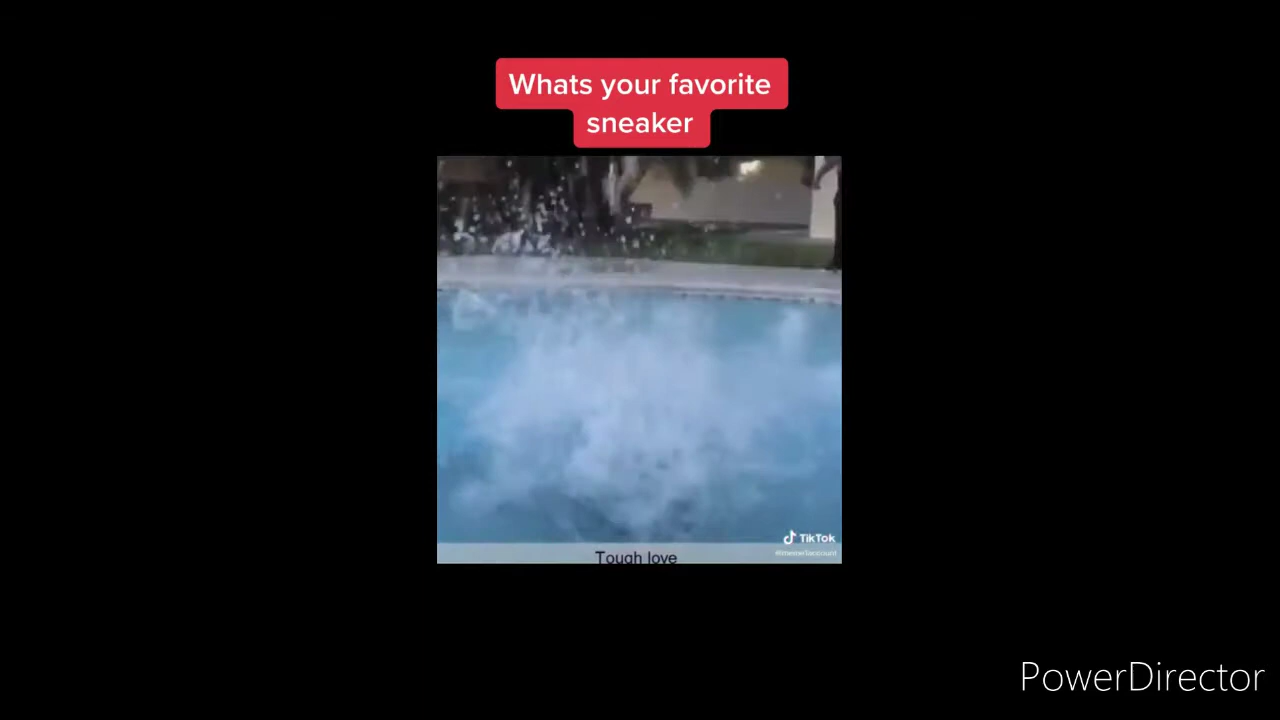 Whats your favorite
sneaker
TikTok
Tough love
PowerDirector